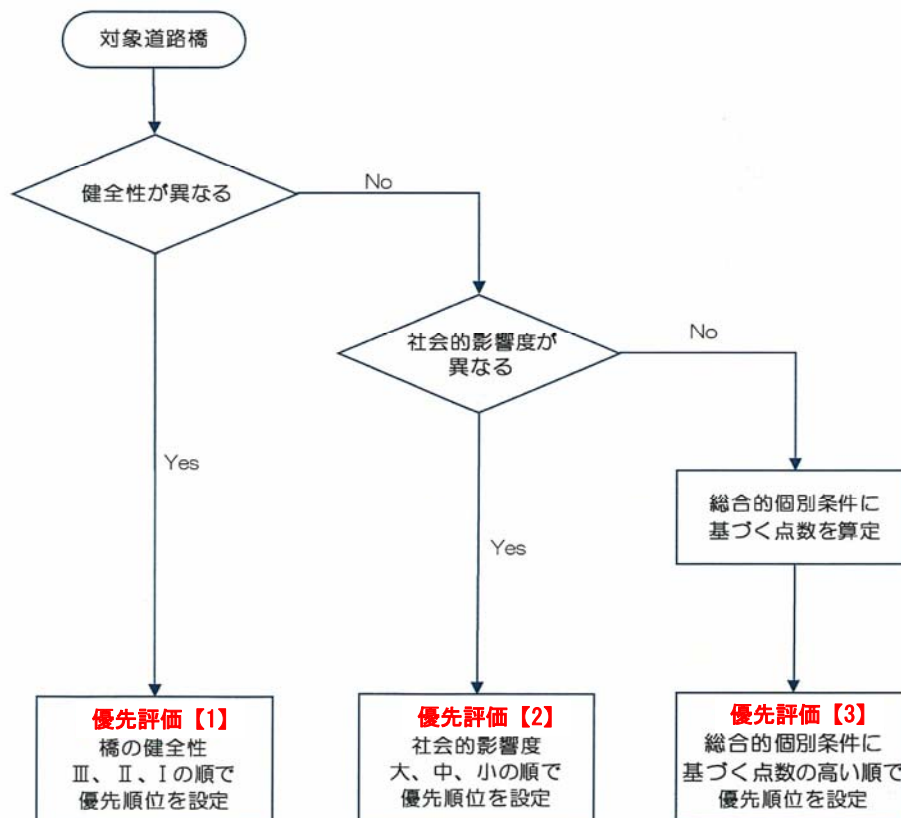 対象道路橋
健全性が異なる
No
社会的影響度が
異なる
No
Yes
総合的個別条件に
基づく点数を算定
Yes
優先評価【1】
橋の健全性
Ⅲ、Ⅱ、Ⅰの順で
優先順位を設定
優先評価【2】
社会的影響度
大、中、小の順で
優先順位を設定
優先評価【3】
総合的個別条件に
基づく点数の高い順で
優先順位を設定